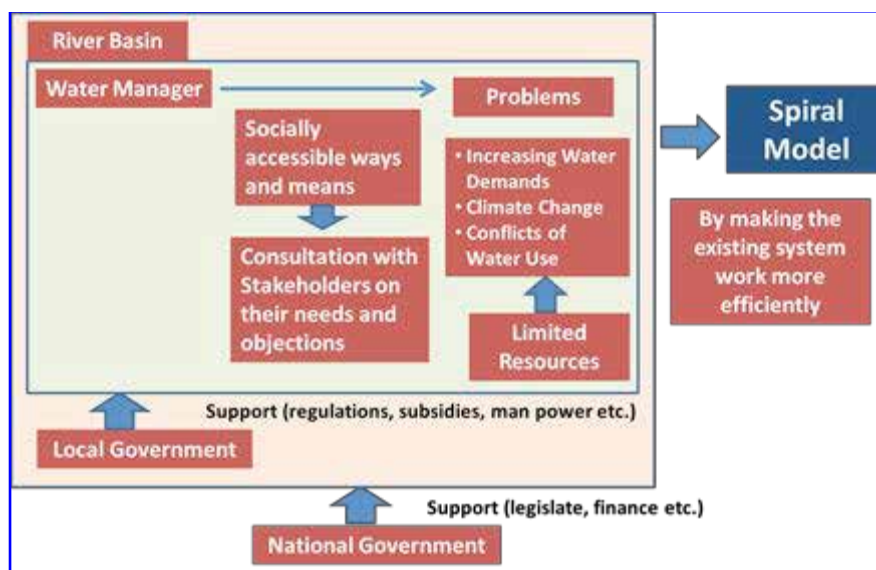 River Basin
Water Manager
Problems
Socially
accessible ways
and means
Consultation with
Stakeholders on
their needs and
objections
• Increasing Water
Demands
• Climate Change
• Conflicts of
Water Use
Limited
Resources
Support (regulations, subsidies, man power etc.)
Local Government
Support (legislate, finance etc.)
National Government
Spiral
Model
By making the
existing system
work more
efficiently